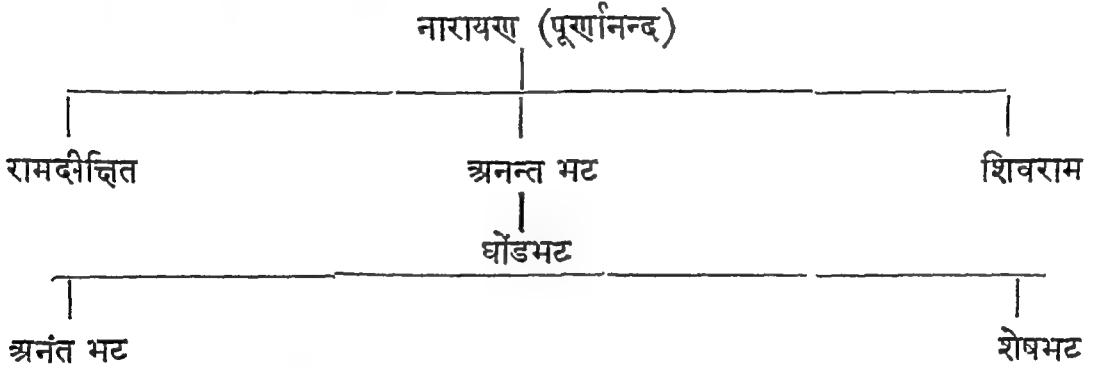 नारायण (पूर्णानन्द)
रामदीक्षित अनन्त भट शिवराम
घोंडभट
अनंत भट शेषभट